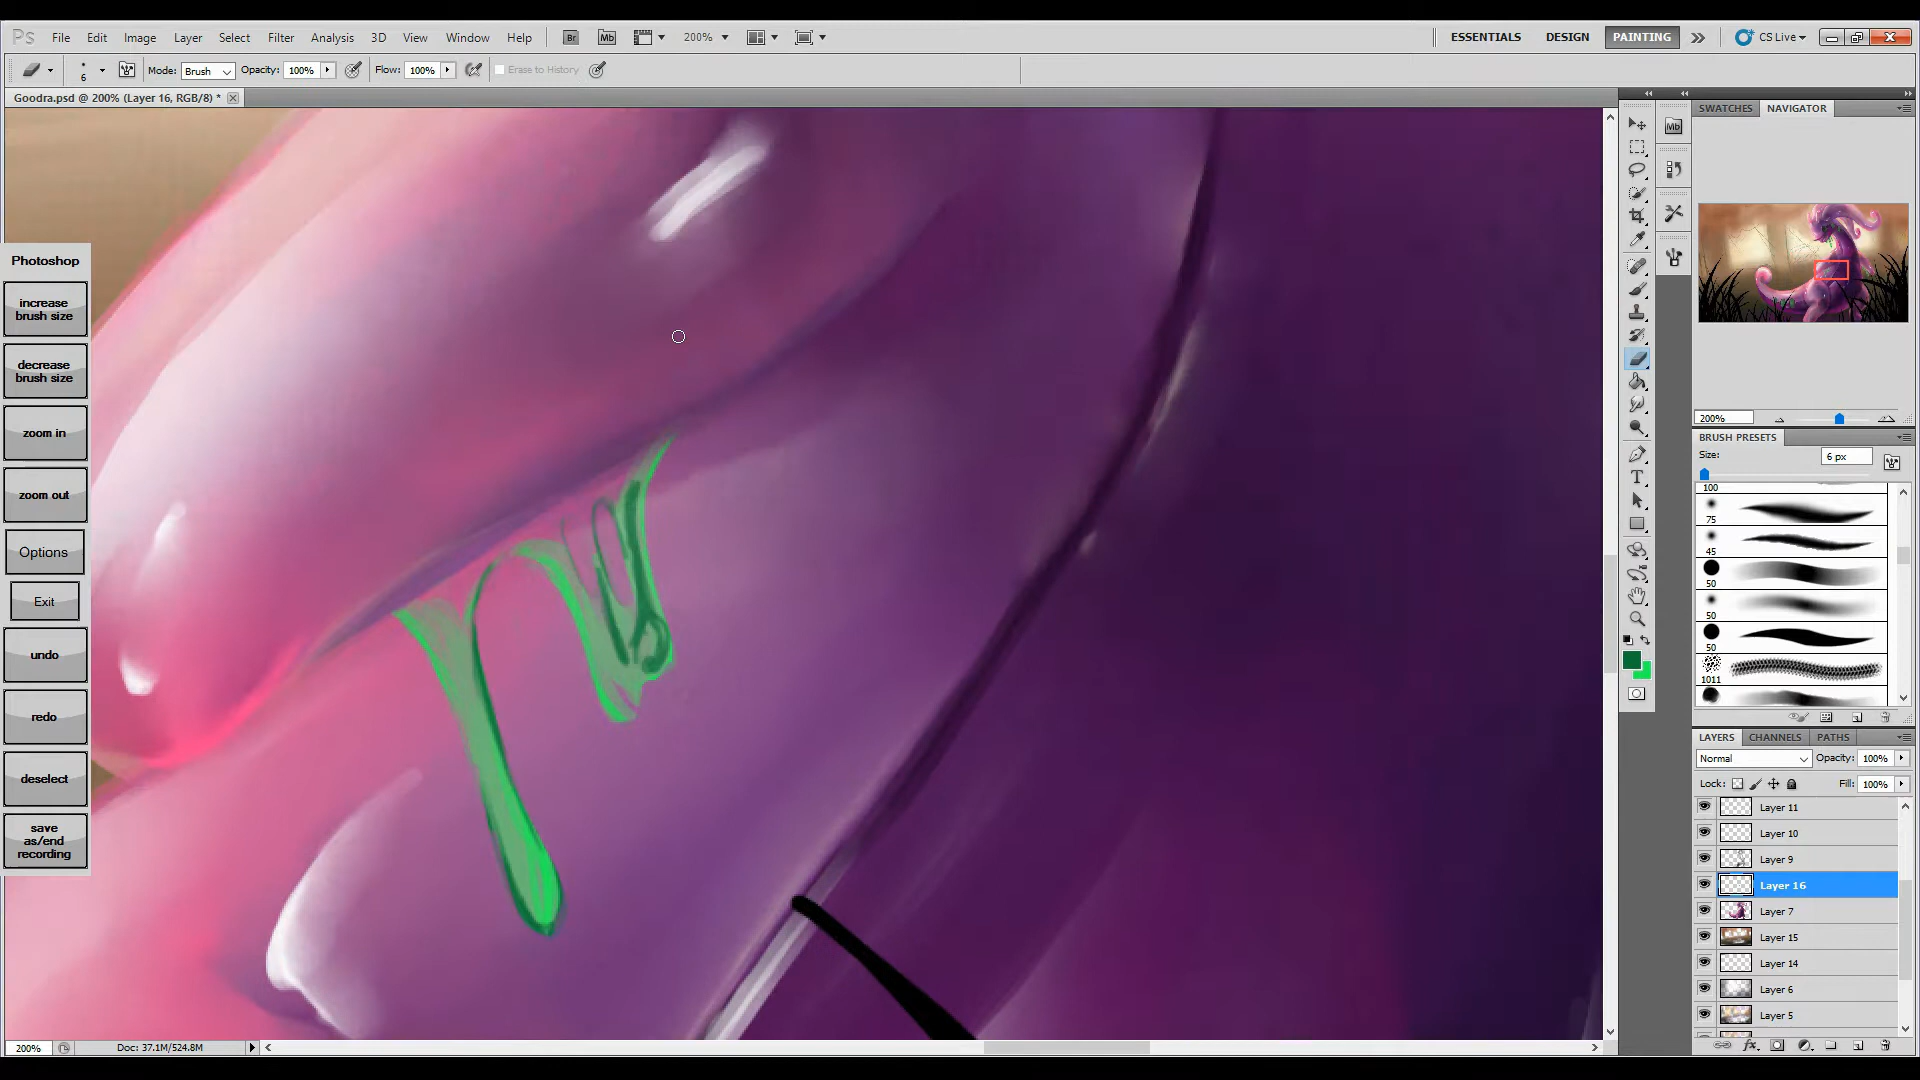 Ps File Edit Image Layer Select Filter Analysis 3D View Window Help Br Mb 200% ESSENTIALS DESIGN PAINTING CS Live
6 Mode: Brush Opacity: 100% Flow: 100% Erase to History
Goodra.psd @ 200% (Layer 16, RGB/8) *
SWATCHES NAVIGATOR
Mb
Photoshop
increase
brush size
decrease
brush size
zoom in
zoom out
Options
Exit
undo
redo
deselect
save
as/end
recording
T
200%
BRUSH PRESETS
Size: 6 px
100
75
45
50
50
50
1011
LAYERS CHANNELS PATHS
Normal Opacity: 100%
Lock: Fill: 100%
Layer 11
Layer 10
Layer 9
Layer 16
Layer 7
Layer 15
Layer 14
Layer 6
Layer 5
fx
200% Doc: 37.1M/524.8M